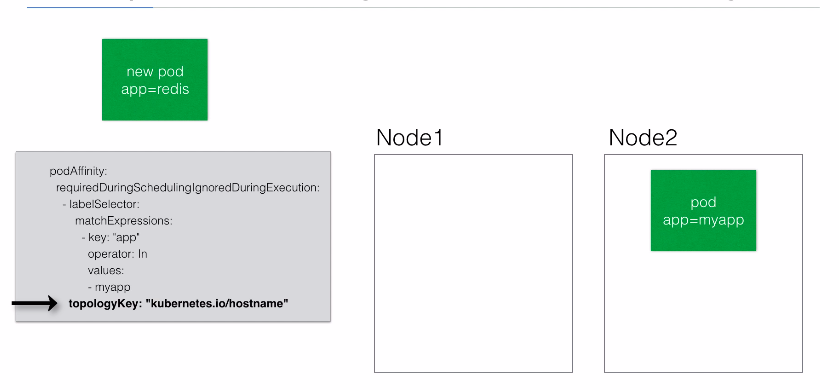 new pod
app=redis
podAffinity:
requiredDuringSchedulingIgnoredDuringExecution:
- labelSelector:
matchExpressions:
- key: "app"
operator: In
values:
- myapp
topologyKey: "kubernetes.io/hostname"
Node1
Node2
pod
app=myapp